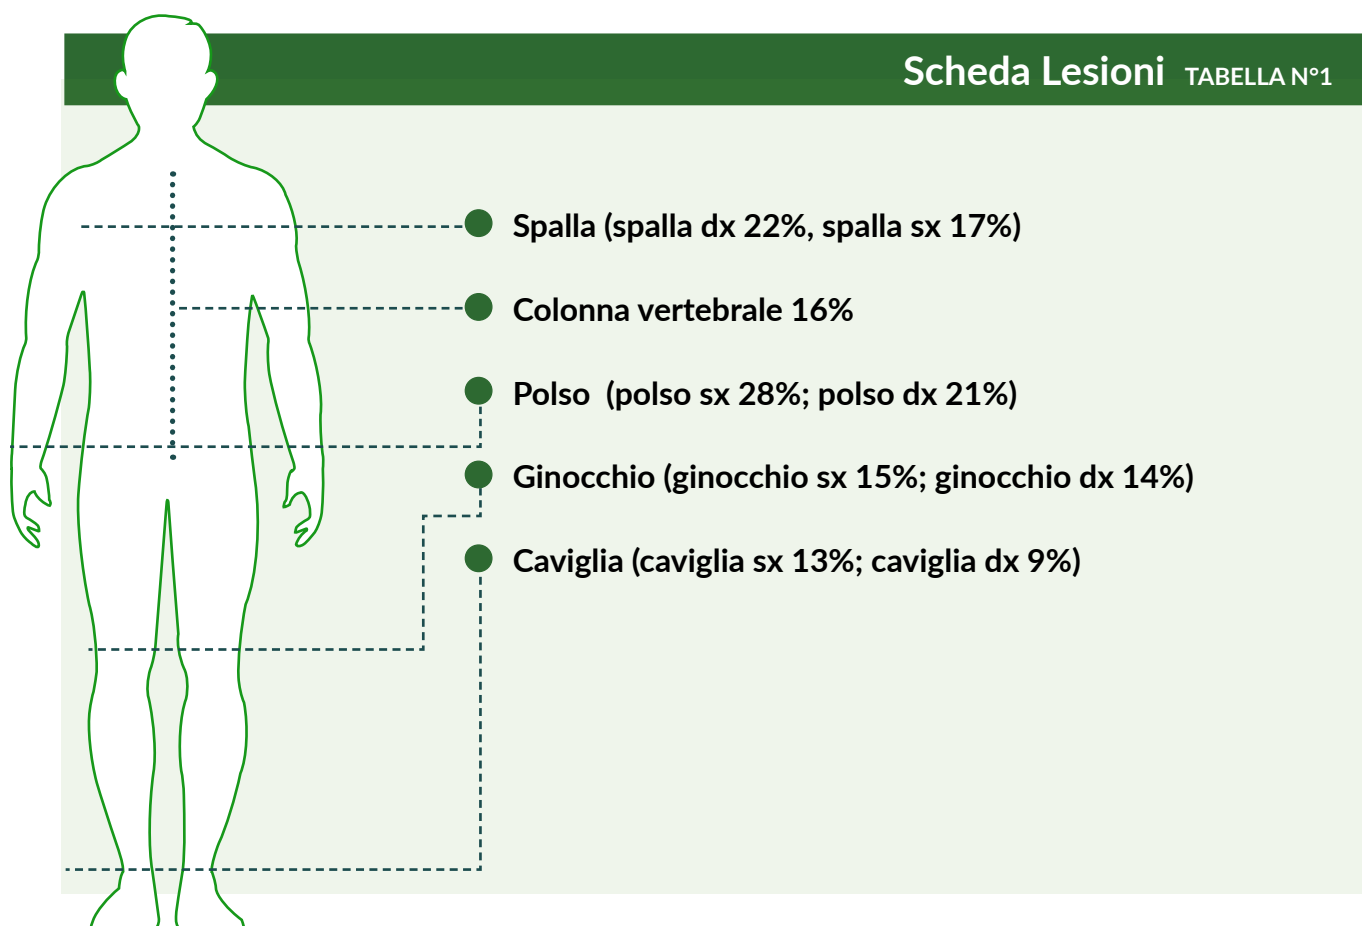 Scheda Lesioni TABELLA N°1
Spalla (spalla dx 22%, spalla sx 17%)
Colonna vertebrale 16%
Polso (polso sx 28%; polso dx 21%)
Ginocchio (ginocchio sx 15%; ginocchio dx 14%)
Caviglia (caviglia sx 13%; caviglia dx 9%)